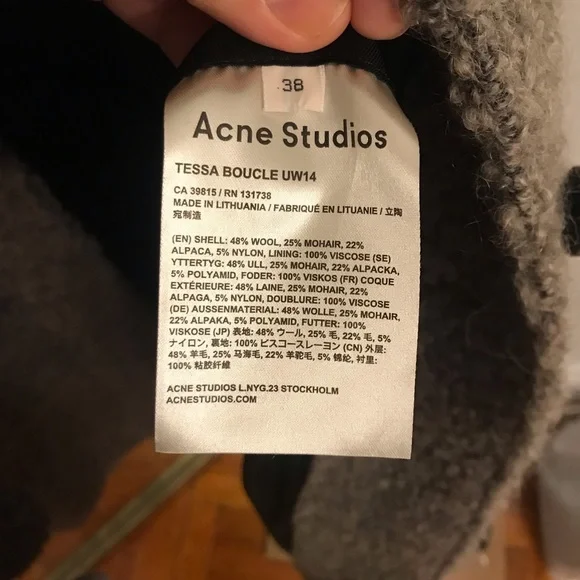 38
Acne Studios
TESSA BOUCLE UW14
CA 39815 / RN 131738
MADE IN LITHUANIA / FABRIQUÉ EN LITUANIE / 立陶
宛制造
(EN) SHELL: 48% WOOL, 25% MOHAIR, 22%
ALPACA, 5% NYLON, LINING: 100% VISCOSE (SE)
YTTERTYG: 48% ULL, 25% MOHAIR, 22% ALPACKA,
5% POLYAMID, FODER: 100% VISKOS (FR) COQUE
EXTÉRIEURE: 48% LAINE, 25% MOHAIR, 22%
ALPAGA, 5% NYLON, DOUBLURE: 100% VISCOSE
(DE) AUSSENMATERIAL: 48% WOLLE, 25% MOHAIR,
22% ALPAKA, 5% POLYAMID, FUTTER: 100%
VISKOSE (JP) 表地: 48% ウール, 25% 毛, 22% 毛, 5%
ナイロン, 裏地: 100% ビスコースレーヨン (CN) 外层:
48% 羊毛, 25% 马海毛, 22% 羊驼毛, 5% 锦纶, 衬里:
100% 粘胶纤维
ACNE STUDIOS L.NYG.23 STOCKHOLM
ACNESTUDIOS.COM